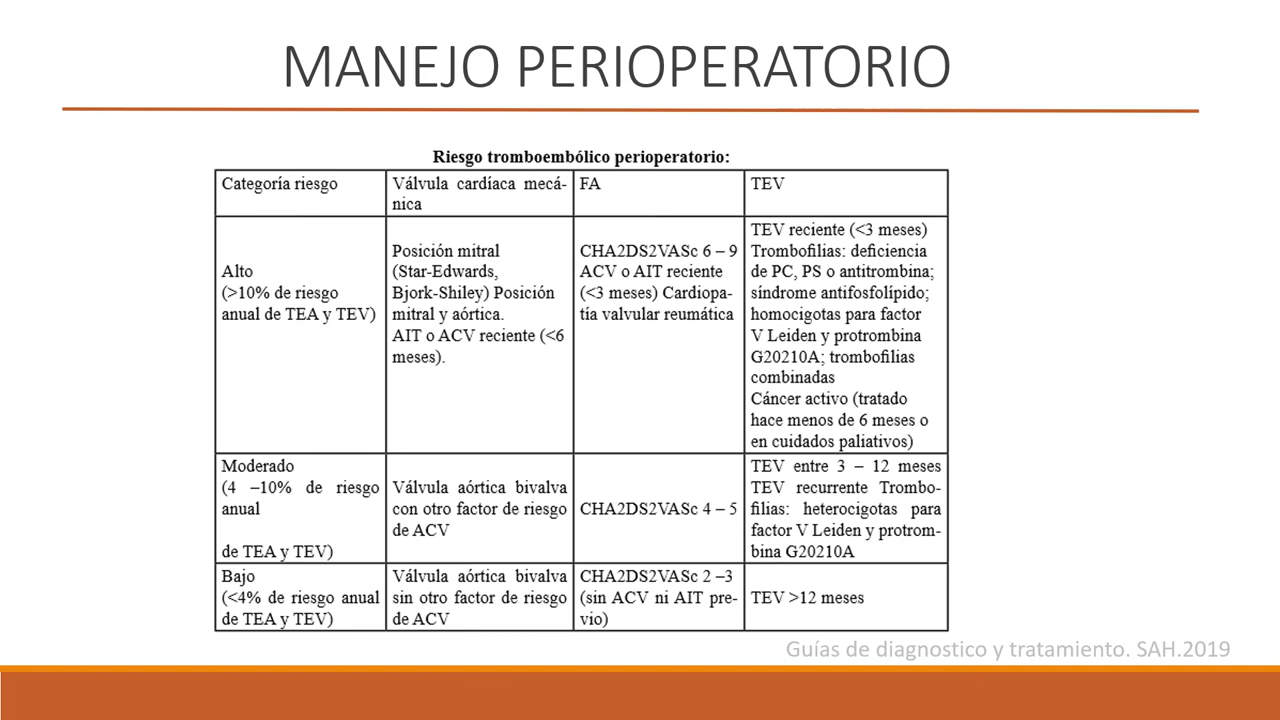 MANEJO PERIOPERATORIO
Riesgo tromboembólico perioperatorio:
Categoría riesgo
Válvula cardíaca mecá-
nica
FA
TEV
Alto
(>10% de riesgo
anual de TEA y TEV)
Posición mitral
(Star-Edwards,
Bjork-Shiley) Posición
mitral y aórtica.
AIT o ACV reciente (<6
meses).
CHA2DS2VASc 6 – 9
ACV o AIT reciente
(<3 meses) Cardiopa-
tía valvular reumática
TEV reciente (<3 meses)
Trombofilias: deficiencia
de PC, PS o antitrombina;
síndrome antifosfolípido;
homocigotas para factor
V Leiden y protrombina
G20210A; trombofilias
combinadas
Cáncer activo (tratado
hace menos de 6 meses o
en cuidados paliativos)
Moderado
(4 –10% de riesgo
anual
de TEA y TEV)
Válvula aórtica bivalva
con otro factor de riesgo
de ACV
CHA2DS2VASc 4 – 5
TEV entre 3 – 12 meses
TEV recurrente Trombo-
filias: heterocigotas para
factor V Leiden y protrom-
bina G20210A
Bajo
(<4% de riesgo anual
de TEA y TEV)
Válvula aórtica bivalva
sin otro factor de riesgo
de ACV
CHA2DS2VASc 2 –3
(sin ACV ni AIT pre-
vio)
TEV >12 meses
Guías de diagnostico y tratamiento. SAH.2019